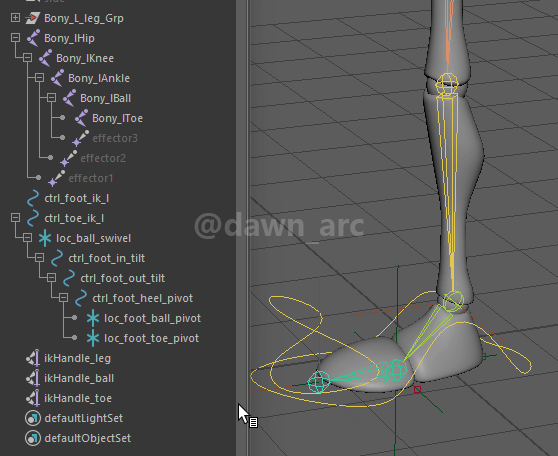 Bony_L_leg_Grp
Bony_lHip
Bony_lKnee
Bony_lAnkle
Bony_lBall
Bony_lToe
effector3
effector2
effector1
ctrl_foot_ik_l
ctrl_toe_ik_l
loc_ball_swivel
@dawn_arc
ctrl_foot_in_tilt
ctrl_foot_out_tilt
ctrl_foot_heel_pivot
loc_foot_ball_pivot
loc_foot_toe_pivot
ikHandle_leg
ikHandle_ball
ikHandle_toe
defaultLightSet
defaultObjectSet